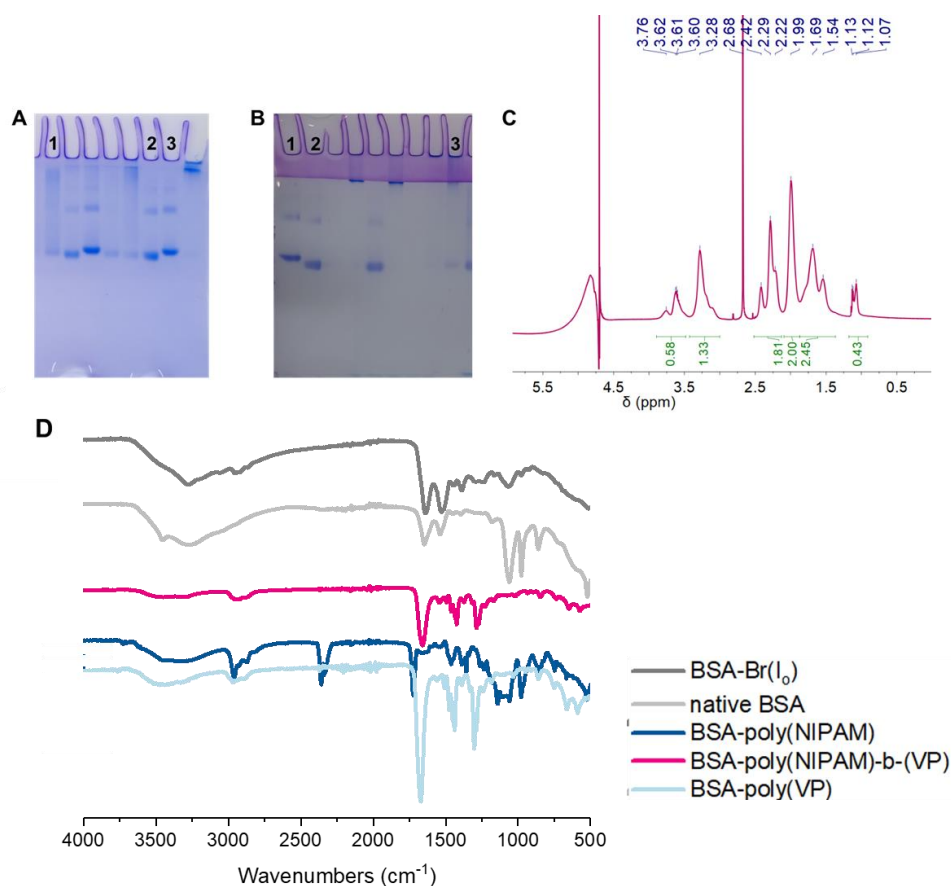 3.76
3.62
3.61
3.60
3.28
2.68
2.42
2.29
2.22
1.99
1.69
1.54
1.13
1.12
1.07
A
1
2
3
B
1
2
3
C
0.58
1.33
1.81
2.00
2.45
0.43
5.5 4.5 3.5 2.5 1.5 0.5
δ (ppm)
D
BSA-Br(I₀)
native BSA
BSA-poly(NIPAM)
BSA-poly(NIPAM)-b-(VP)
BSA-poly(VP)
4000 3500 3000 2500 2000 1500 1000 500
Wavenumbers (cm⁻¹)